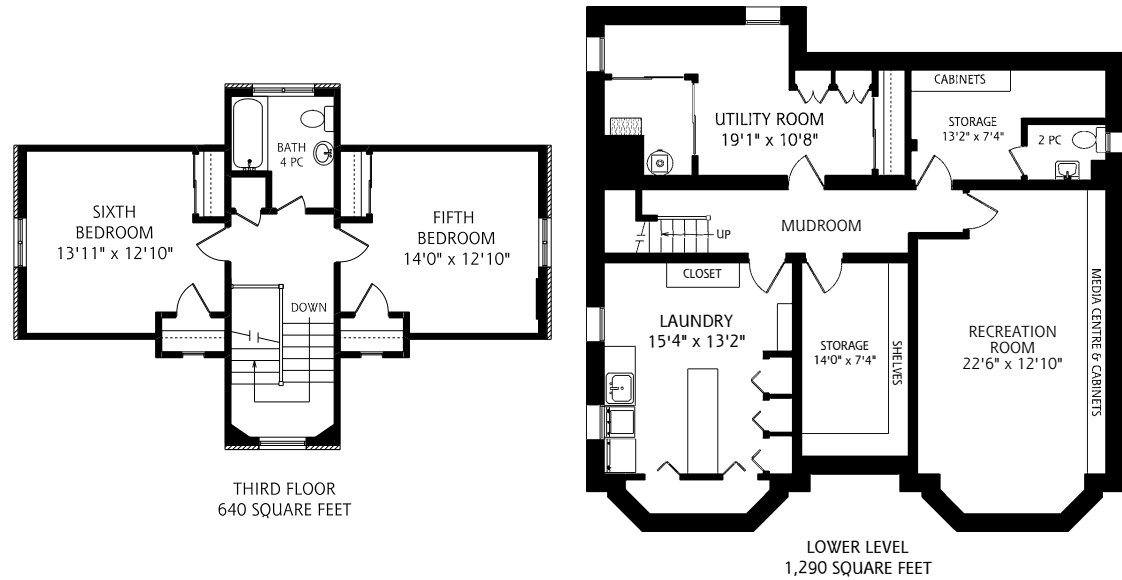 BATH
4 PC
SIXTH
BEDROOM
13'11" x 12'10"
FIFTH
BEDROOM
14'0" x 12'10"
DOWN
THIRD FLOOR
640 SQUARE FEET
CABINETS
UTILITY ROOM
19'1" x 10'8"
STORAGE
13'2" x 7'4"
2 PC
UP
MUDROOM
CLOSET
LAUNDRY
15'4" x 13'2"
STORAGE
14'0" x 7'4"
SHELVES
RECREATION
ROOM
22'6" x 12'10"
MEDIA CENTRE & CABINETS
LOWER LEVEL
1,290 SQUARE FEET